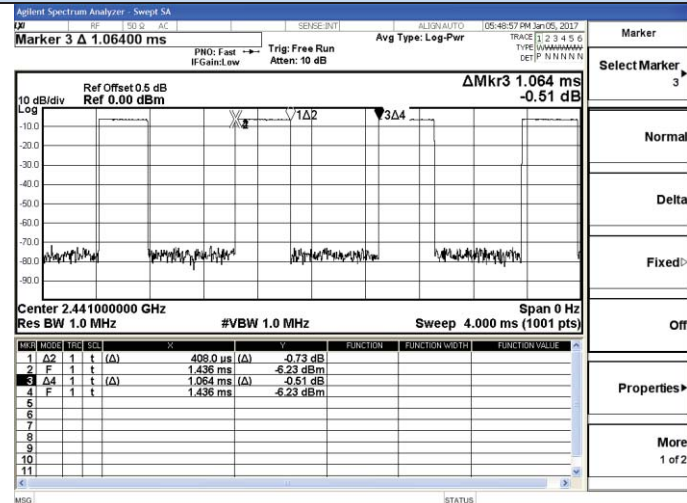 Agilent Spectrum Analyzer - Swept SA
RF 50 Ω AC SENSE:INT ALIGN AUTO 05:48:57 PM Jan 05, 2017
Marker 3 Δ 1.06400 ms
PNO: Fast Trig: Free Run
IFGain:Low Atten: 10 dB
Avg Type: Log-Pwr
TRACE 1 2 3 4 5 6
TYPE
DET P N N N N N
ΔMkr3 1.064 ms
-0.51 dB
Ref Offset 0.5 dB
10 dB/div Ref 0.00 dBm
Log
1Δ2 3Δ4
-10.0
-20.0
-30.0
-40.0
-50.0
-60.0
-70.0
-80.0
-90.0
Center 2.441000000 GHz Span 0 Hz
Res BW 1.0 MHz #VBW 1.0 MHz Sweep 4.000 ms (1001 pts)
MKR MODE TRC SCL X Y FUNCTION FUNCTION WIDTH FUNCTION VALUE
1 Δ2 1 t (Δ) 408.0 µs (Δ) -0.73 dB
2 F 1 t 1.436 ms -6.23 dBm
3 Δ4 1 t (Δ) 1.064 ms (Δ) -0.51 dB
4 F 1 t 1.436 ms -6.23 dBm
5
6
7
8
9
10
11
MSG STATUS
Marker
Select Marker
3
Normal
Delta
Fixed
Off
Properties
More
1 of 2